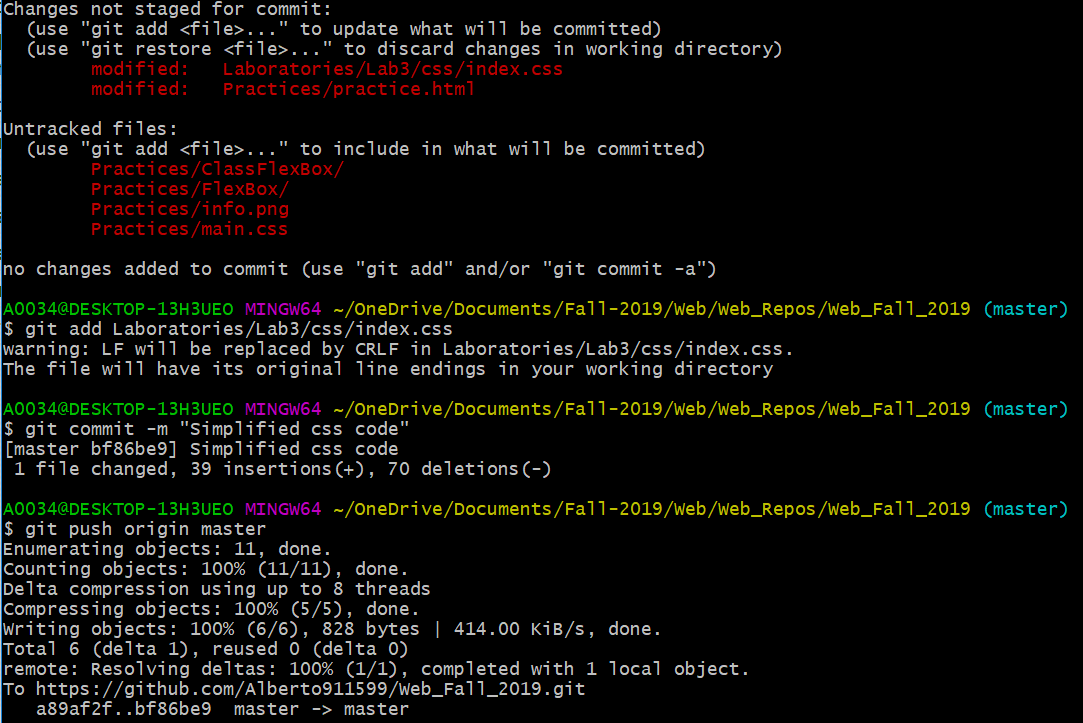 Changes not staged for commit:
  (use "git add <file>..." to update what will be committed)
  (use "git restore <file>..." to discard changes in working directory)
        modified:   Laboratories/Lab3/css/index.css
        modified:   Practices/practice.html

Untracked files:
  (use "git add <file>..." to include in what will be committed)
        Practices/ClassFlexBox/
        Practices/FlexBox/
        Practices/info.png
        Practices/main.css

no changes added to commit (use "git add" and/or "git commit -a")

A0034@DESKTOP-13H3UEO MINGW64 ~/OneDrive/Documents/Fall-2019/Web/Web_Repos/Web_Fall_2019 (master)
$ git add Laboratories/Lab3/css/index.css
warning: LF will be replaced by CRLF in Laboratories/Lab3/css/index.css.
The file will have its original line endings in your working directory

A0034@DESKTOP-13H3UEO MINGW64 ~/OneDrive/Documents/Fall-2019/Web/Web_Repos/Web_Fall_2019 (master)
$ git commit -m "Simplified css code"
[master bf86be9] Simplified css code
 1 file changed, 39 insertions(+), 70 deletions(-)

A0034@DESKTOP-13H3UEO MINGW64 ~/OneDrive/Documents/Fall-2019/Web/Web_Repos/Web_Fall_2019 (master)
$ git push origin master
Enumerating objects: 11, done.
Counting objects: 100% (11/11), done.
Delta compression using up to 8 threads
Compressing objects: 100% (5/5), done.
Writing objects: 100% (6/6), 828 bytes | 414.00 KiB/s, done.
Total 6 (delta 1), reused 0 (delta 0)
remote: Resolving deltas: 100% (1/1), completed with 1 local object.
To https://github.com/Alberto911599/Web_Fall_2019.git
   a89af2f..bf86be9  master -> master